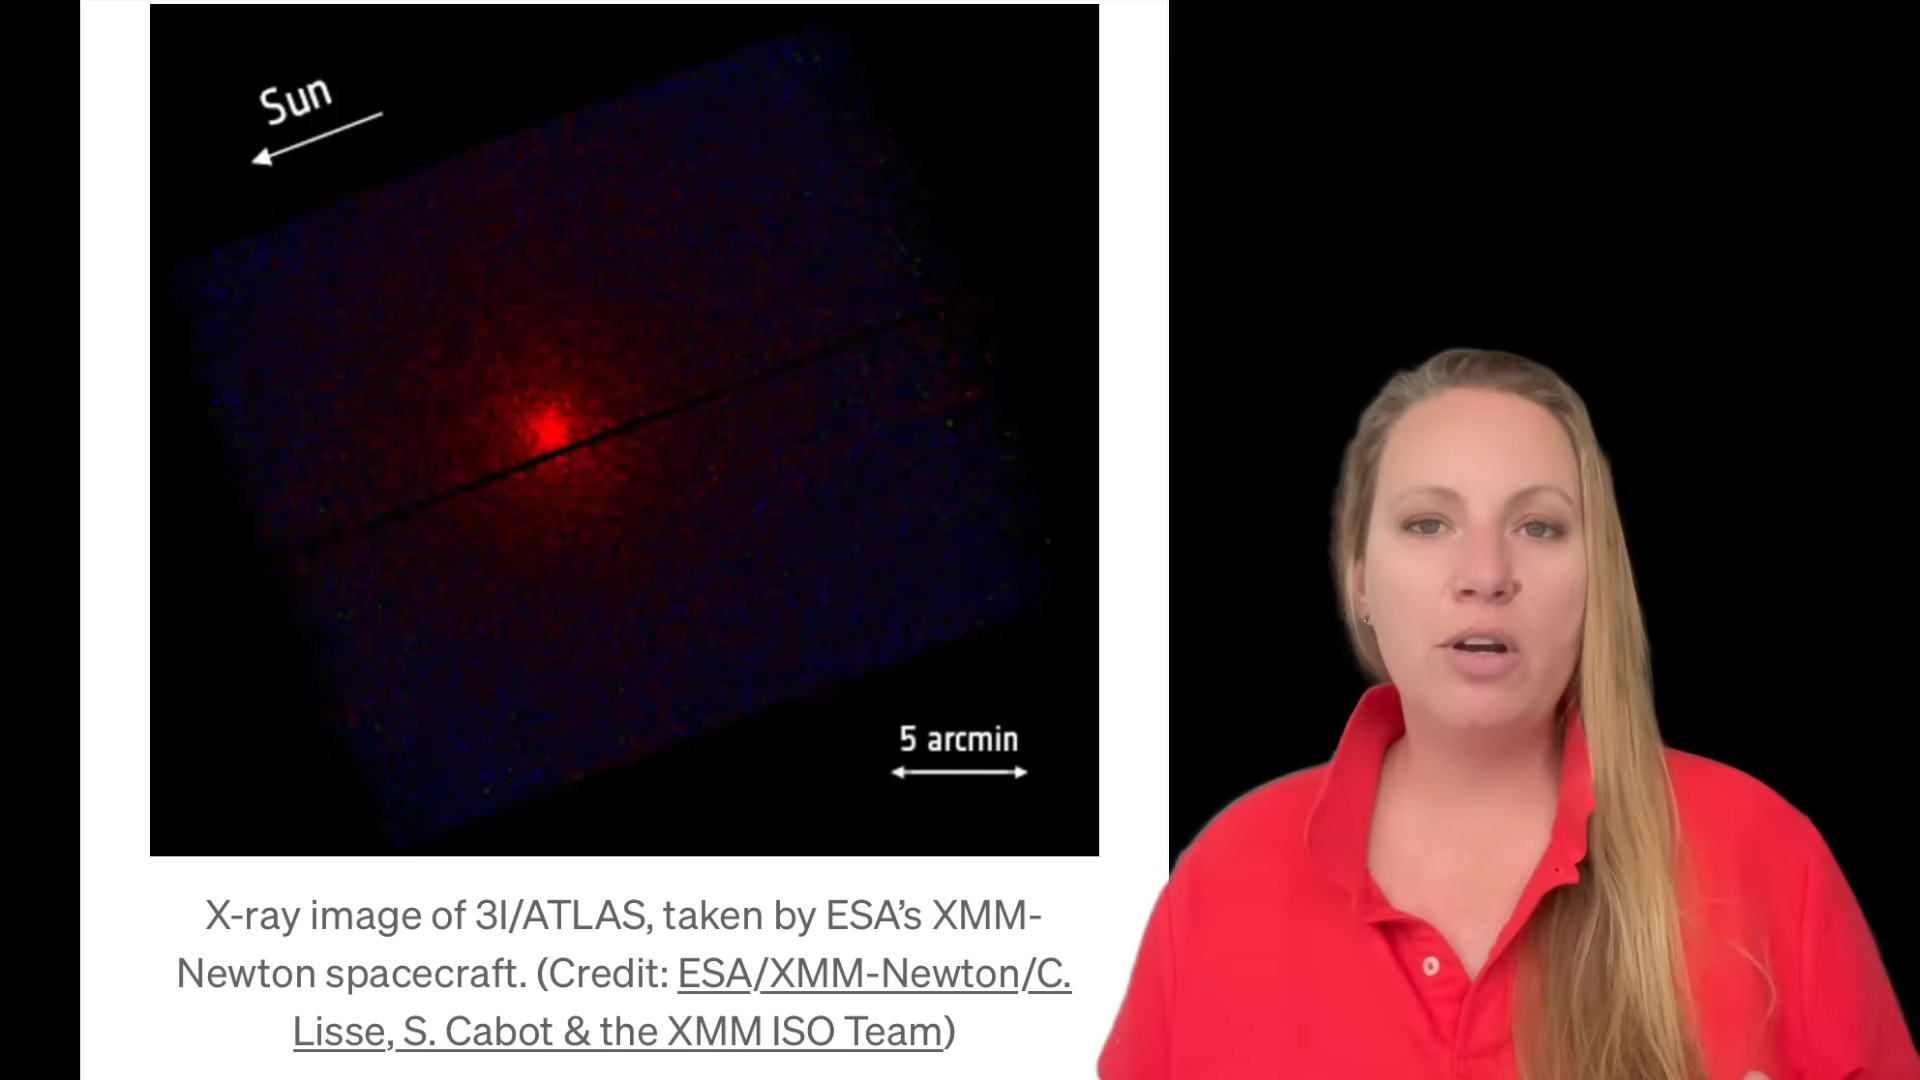 Sun
5 arcmin
X-ray image of 3I/ATLAS, taken by ESA’s XMM-
Newton spacecraft. (Credit: ESA/XMM-Newton/C.
Lisse, S. Cabot & the XMM ISO Team)